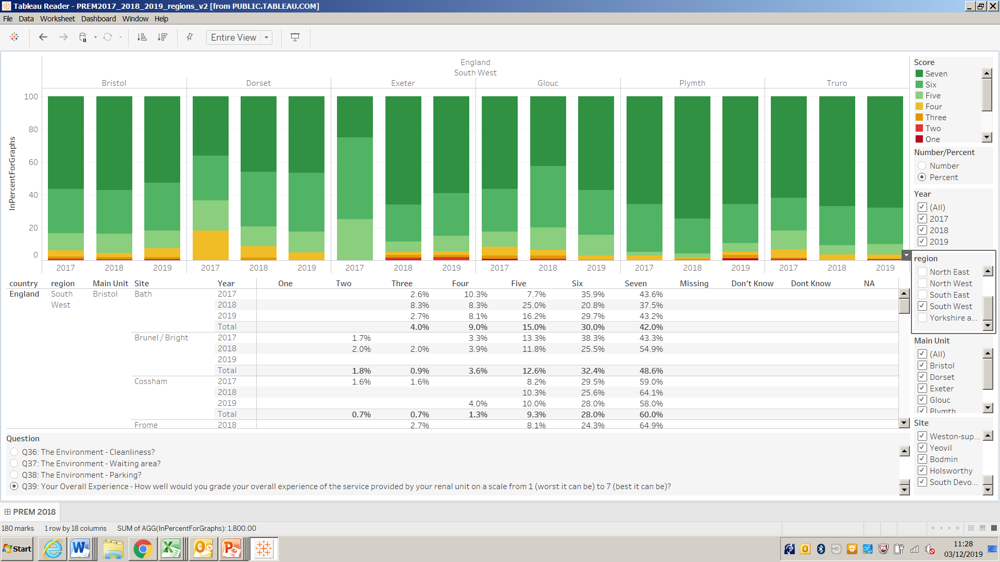 Tableau Reader - PREM2017_2018_2019_regions_v2 [from PUBLIC.TABLEAU.COM]
File Data Worksheet Dashboard Window Help
Entire View
England
South West
Bristol Dorset Exeter Glouc Plymth Truro
InPercentForGraphs
100
80
60
40
20
0
2017 2018 2019 2017 2018 2019 2017 2018 2019 2017 2018 2019 2017 2018 2019 2017 2018 2019
country region Main Unit Site Year One Two Three Four Five Six Seven Missing Don't Know Dont Know NA
England South West Bristol Bath 2017 2.6% 10.3% 7.7% 35.9% 43.6%
2018 8.3% 8.3% 25.0% 20.8% 37.5%
2019 2.7% 8.1% 16.2% 29.7% 43.2%
Total 4.0% 9.0% 15.0% 30.0% 42.0%
Brunel / Bright 2017 1.7% 3.3% 13.3% 38.3% 43.3%
2018 2.0% 2.0% 3.9% 11.8% 25.5% 54.9%
2019
Total 1.8% 0.9% 3.6% 12.6% 32.4% 48.6%
Cossham 2017 1.6% 1.6% 8.2% 29.5% 59.0%
2018 10.3% 25.6% 64.1%
2019 4.0% 10.0% 28.0% 58.0%
Total 0.7% 0.7% 1.3% 9.3% 28.0% 60.0%
Frome 2018 2.7% 8.1% 24.3% 64.9%
Question
Q36: The Environment - Cleanliness?
Q37: The Environment - Waiting area?
Q38: The Environment - Parking?
Q39: Your Overall Experience - How well would you grade your overall experience of the service provided by your renal unit on a scale from 1 (worst it can be) to 7 (best it can be)?
Score
Seven
Six
Five
Four
Three
Two
One
Number/Percent
Number
Percent
Year
(All)
2017
2018
2019
region
North East
North West
South East
South West
Yorkshire a...
Main Unit
(All)
Bristol
Dorset
Exeter
Glouc
Plymth
Site
Weston-sup...
Yeovil
Bodmin
Holsworthy
South Devo...
PREM 2018
180 marks 1 row by 18 columns SUM of AGG(InPercentForGraphs): 1,800.00
Start
11:28
03/12/2019